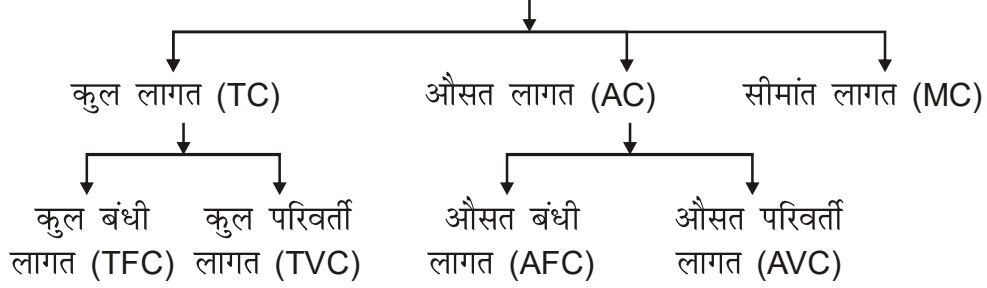 कुल लागत (TC) औसत लागत (AC) सीमांत लागत (MC)
कुल बंधी कुल परिवर्ती औसत बंधी औसत परिवर्ती
लागत (TFC) लागत (TVC) लागत (AFC) लागत (AVC)